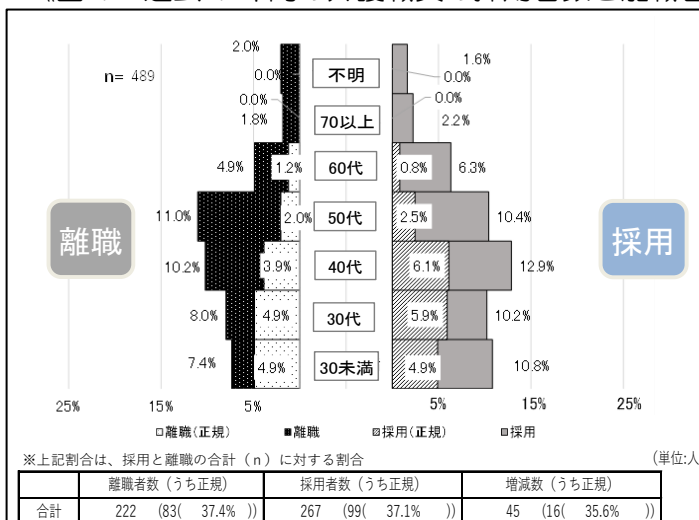 2.0%
1.6%
n= 489
0.0%
不明
0.0%
0.0%
0.0%
1.8%
70以上
2.2%
4.9%
1.2%
60代
0.8%
6.3%
離職
11.0%
2.0%
50代
2.5%
10.4%
採用
10.2%
3.9%
40代
6.1%
12.9%
8.0%
4.9%
30代
5.9%
10.2%
7.4%
4.9%
30未満
4.9%
10.8%
25% 15% 5% 5% 15% 25%
□離職(正規) ■離職 ▨採用(正規) ■採用
※上記割合は、採用と離職の合計(n)に対する割合
(単位:人
離職者数(うち正規) 採用者数(うち正規) 増減数(うち正規)
合計 222 (83( 37.4% )) 267 (99( 37.1% )) 45 (16( 35.6% ))